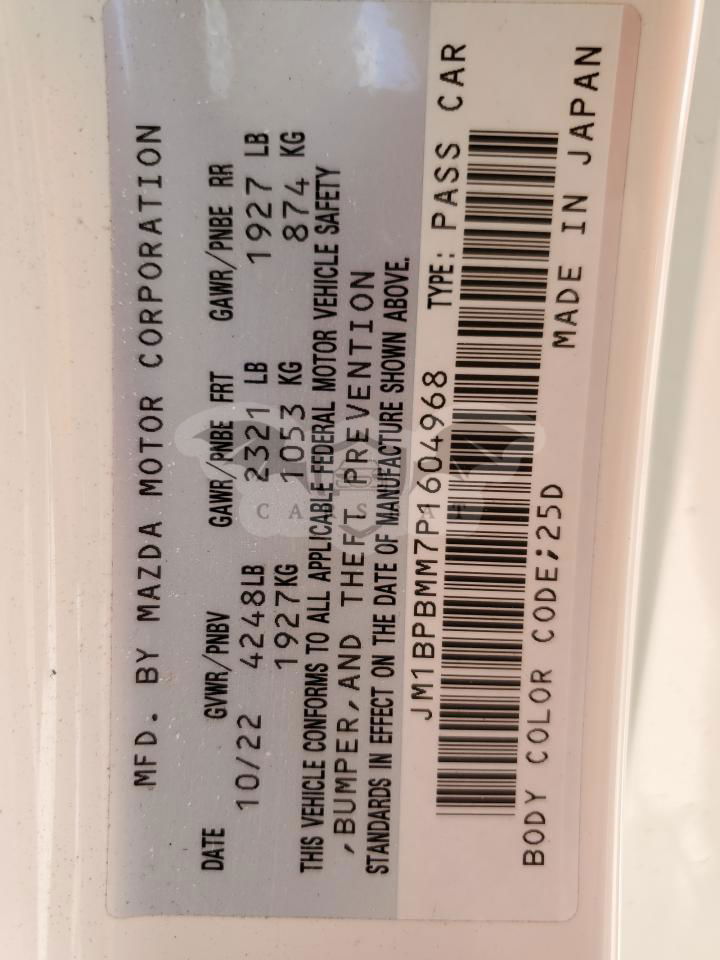 MFD. BY MAZDA MOTOR CORPORATION
DATE GVWR/PNBV GAWR/PNBE FRT GAWR/PNBE RR
10/22 4248LB 2321 LB 1927 LB
1927KG 1053 KG 874 KG
THIS VEHICLE CONFORMS TO ALL APPLICABLE FEDERAL MOTOR VEHICLE SAFETY
,BUMPER,AND THEFT PREVENTION
STANDARDS IN EFFECT ON THE DATE OF MANUFACTURE SHOWN ABOVE.
JM1BPBMM7P1604968 TYPE: PASS CAR
BODY COLOR CODE;25D MADE IN JAPAN